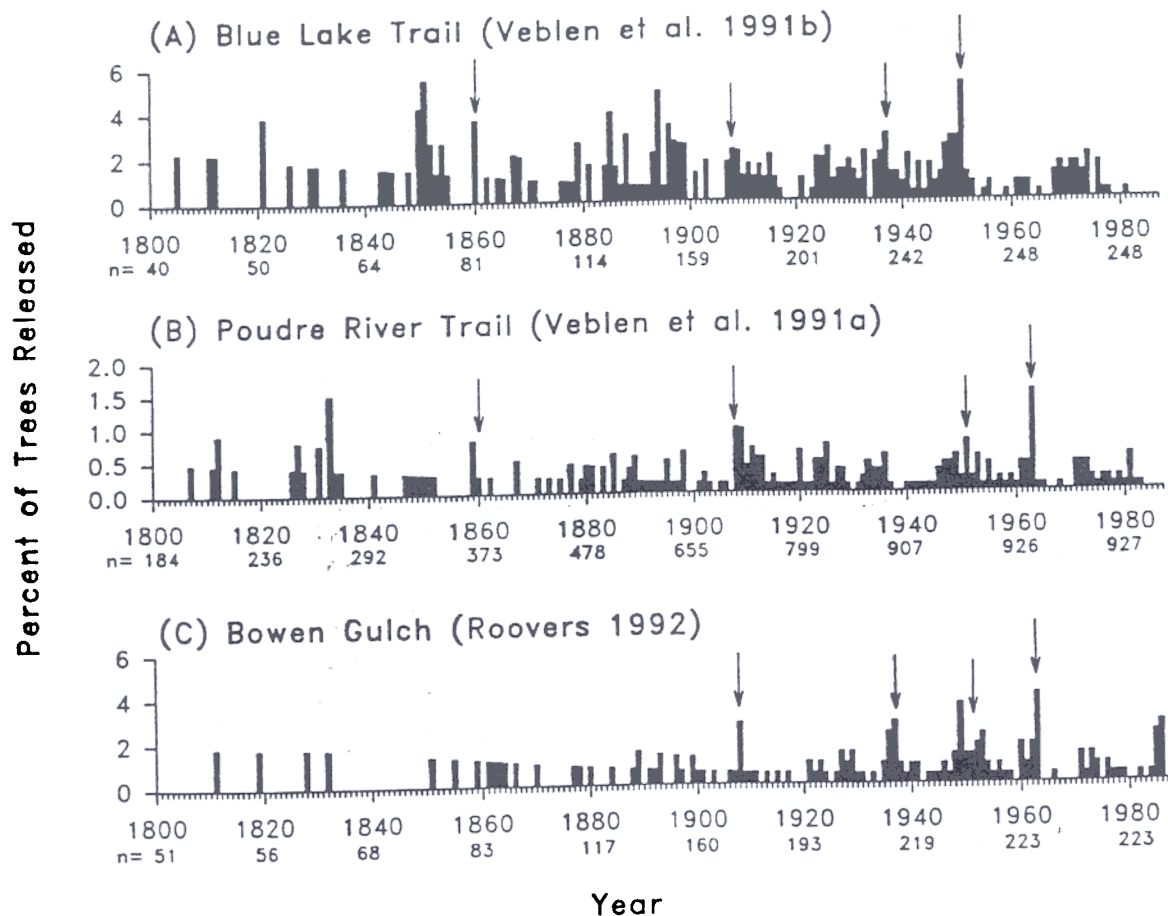 Percent of Trees Released
(A) Blue Lake Trail (Veblen et al. 1991b)
6
4
2
0
1800 1820 1840 1860 1880 1900 1920 1940 1960 1980
n= 40 50 64 81 114 159 201 242 248 248
(B) Poudre River Trail (Veblen et al. 1991a)
2.0
1.5
1.0
0.5
0.0
1800 1820 1840 1860 1880 1900 1920 1940 1960 1980
n= 184 236 292 373 478 655 799 907 926 927
(C) Bowen Gulch (Roovers 1992)
6
4
2
0
1800 1820 1840 1860 1880 1900 1920 1940 1960 1980
n= 51 56 68 83 117 160 193 219 223 223
Year